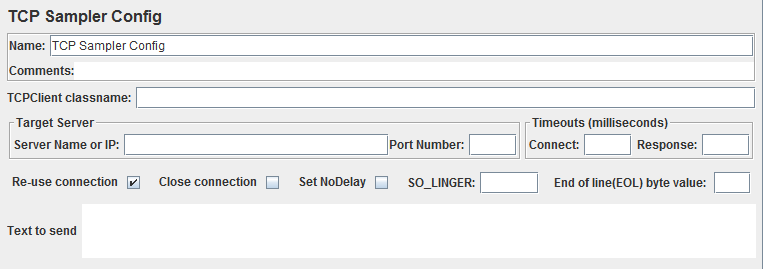 TCP Sampler Config
Name: TCP Sampler Config
Comments:
TCPClient classname:
Target Server Timeouts (milliseconds)
Server Name or IP: Port Number: Connect: Response:
Re-use connection Close connection Set NoDelay SO_LINGER: End of line(EOL) byte value:
Text to send